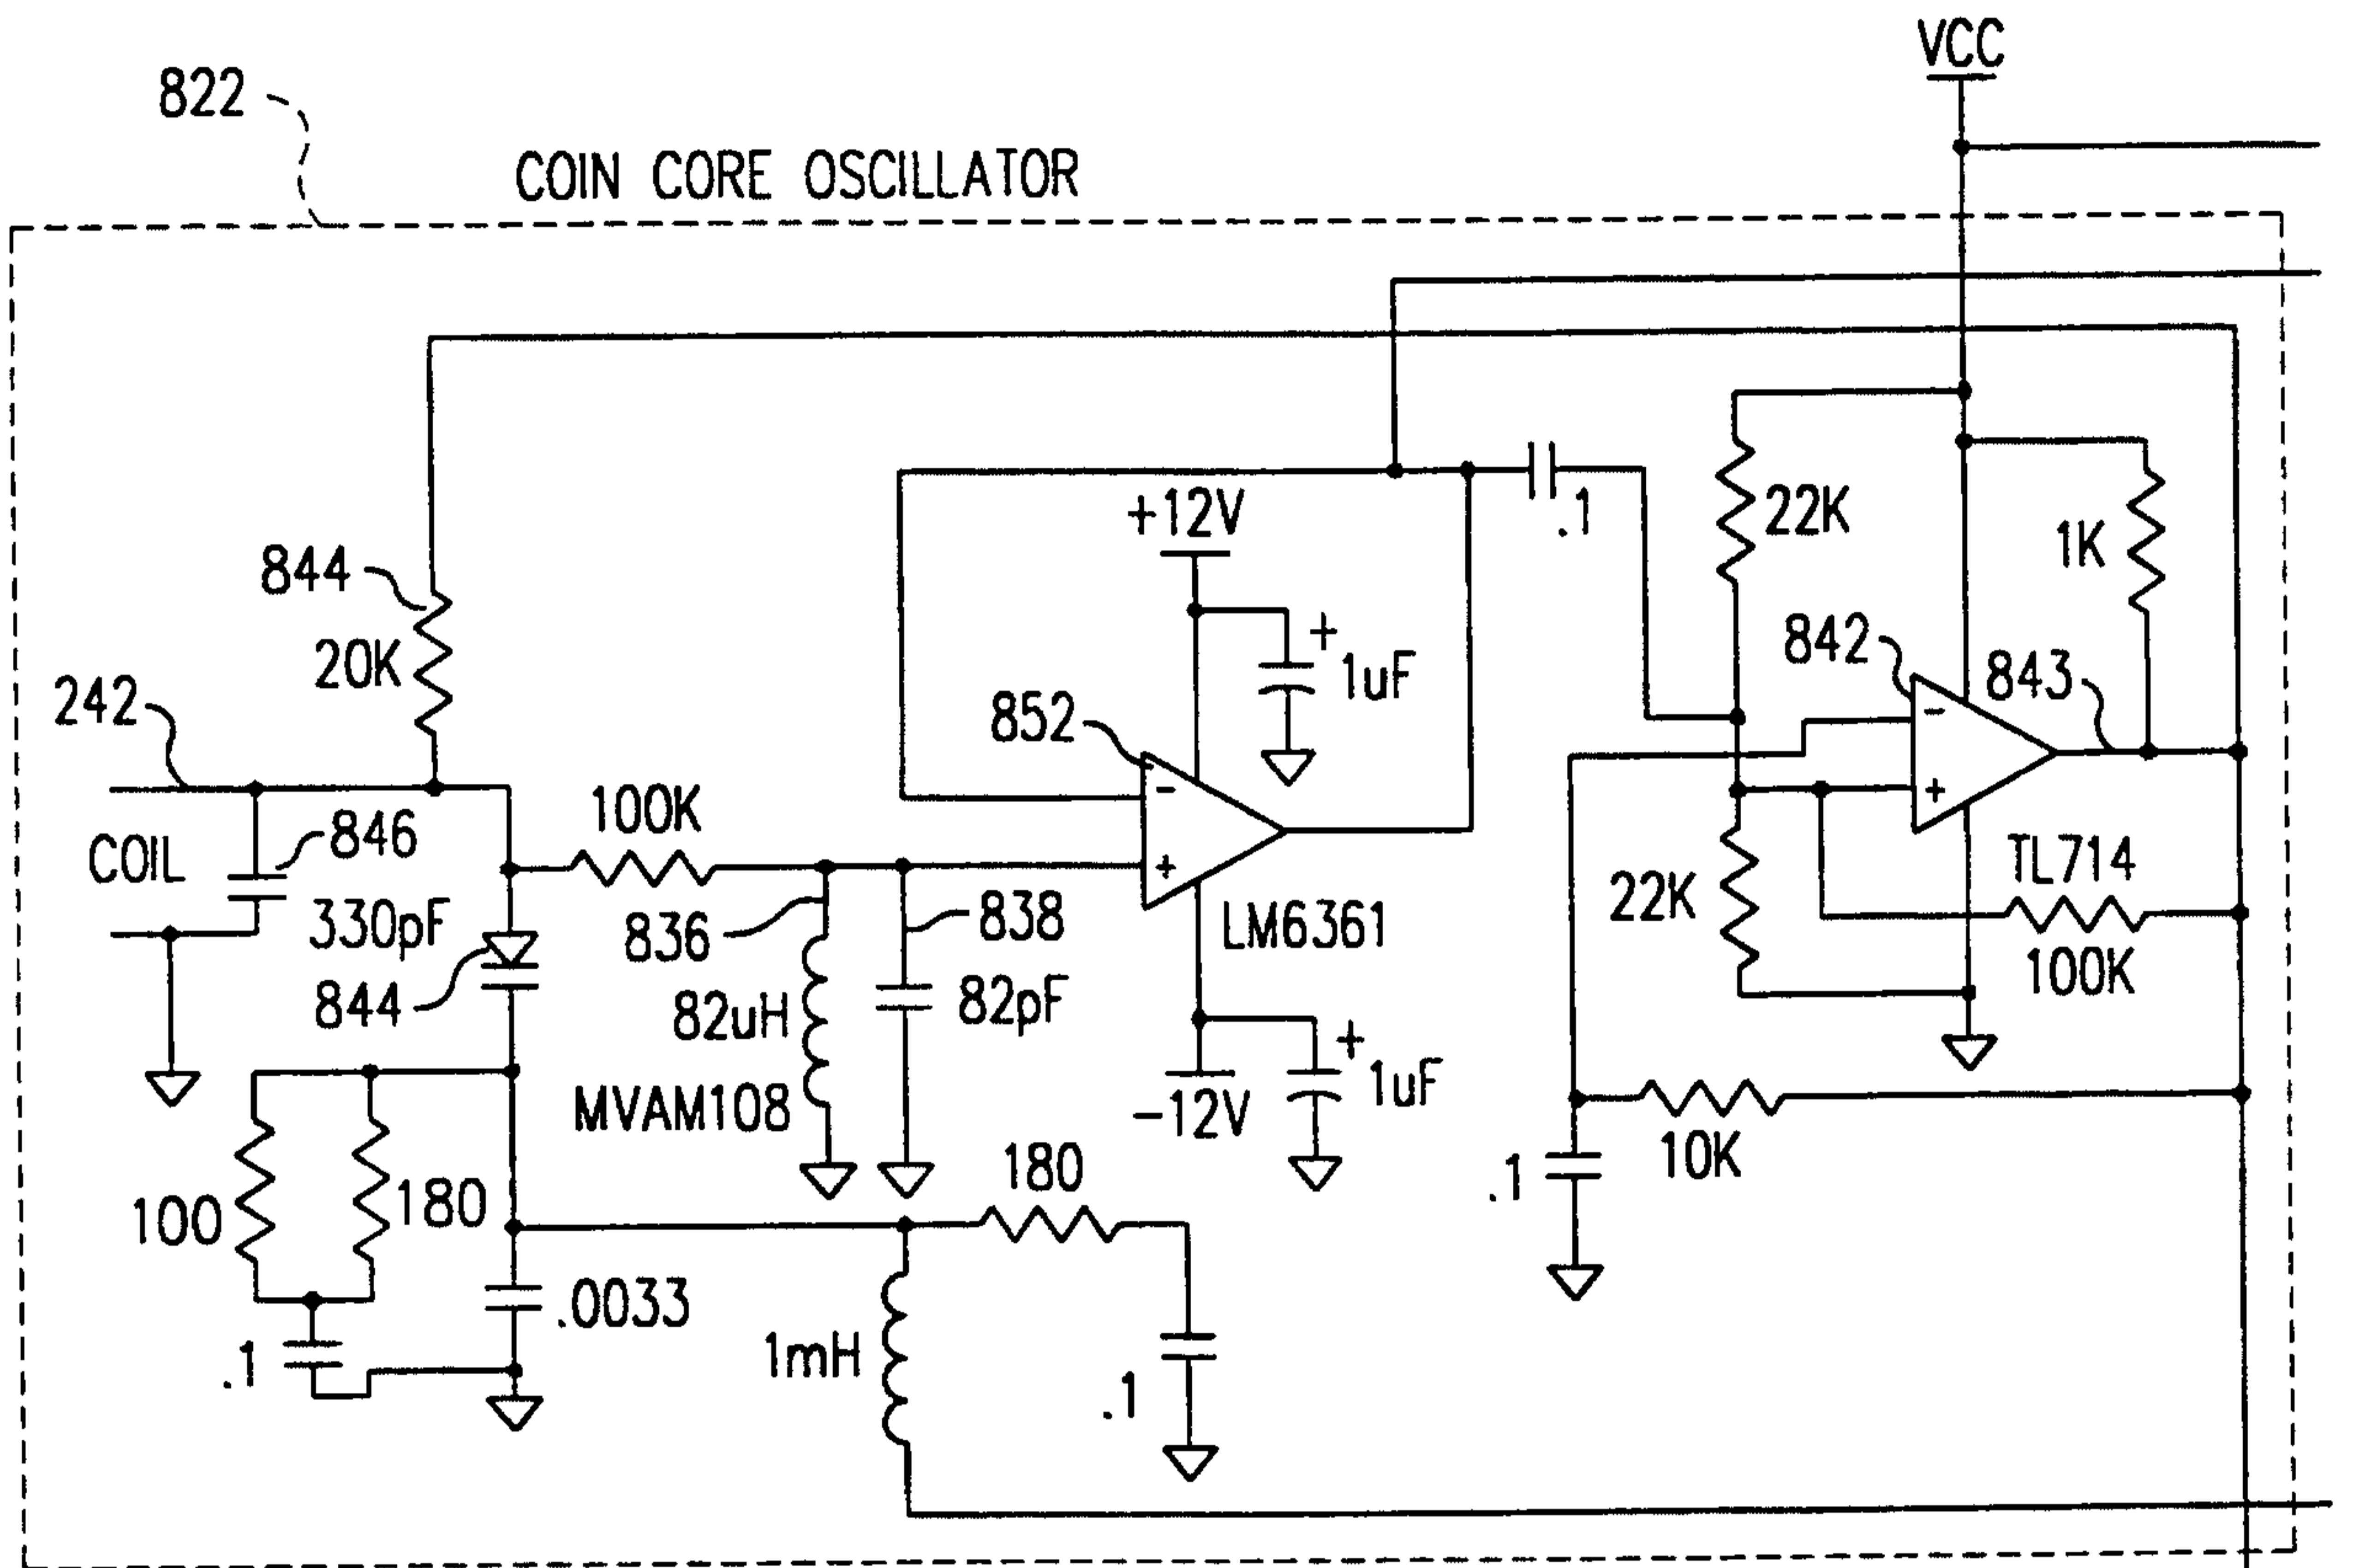 VCC
822
COIN CORE OSCILLATOR
+12V
.1
22K
1K
844
20K
+
1uF
842
843
242
852
-
-
100K
846
COIL
+
+
TL714
330pF
836
838
LM6361
22K
100K
844
82uH
82pF
+
1uF
MVAM108
-12V
180
10K
.1
100
180
.0033
1mH
.1
.1